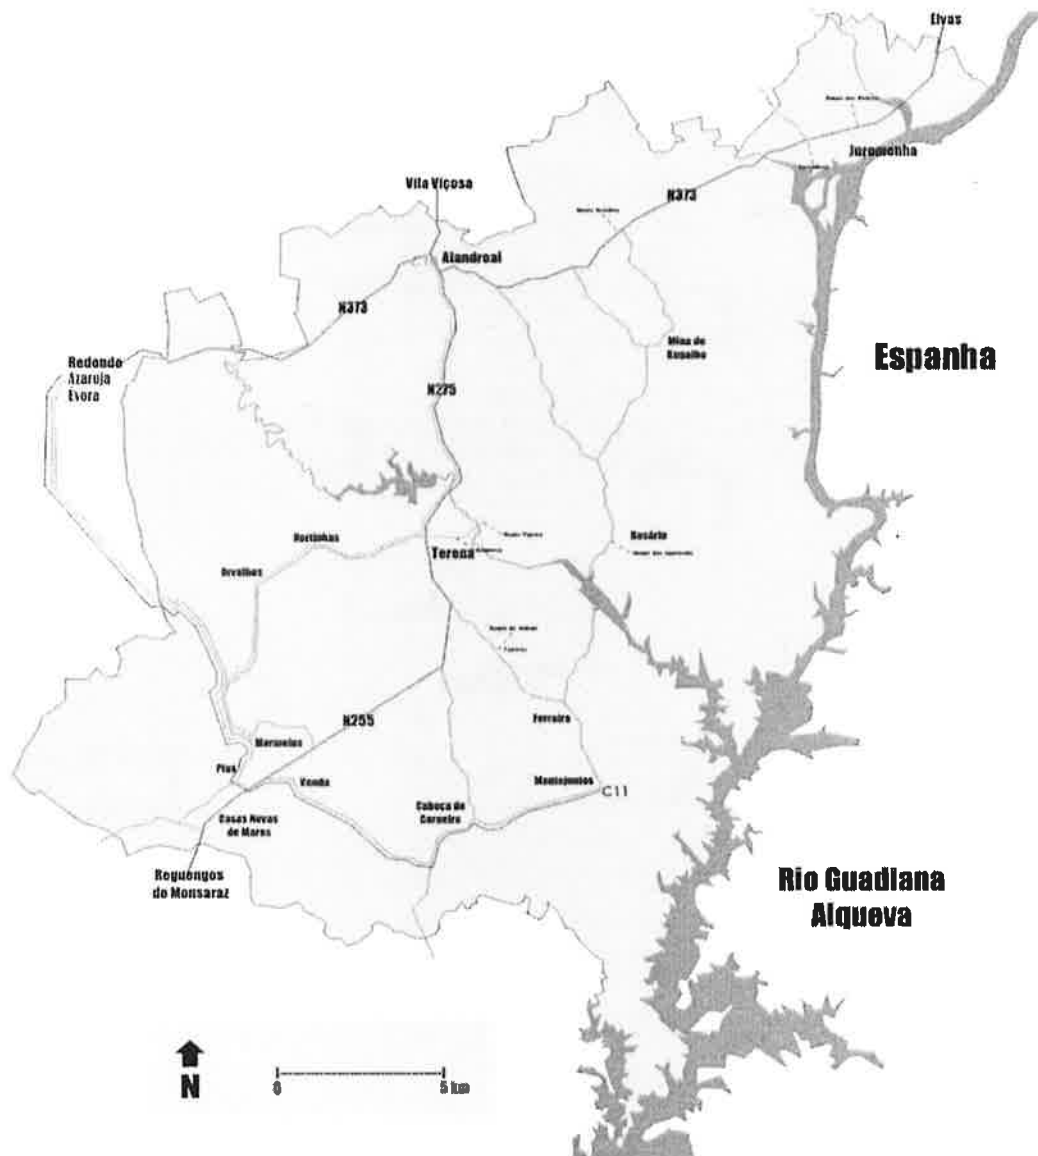 Elvas
Juromenha
Vila Viçosa
N373
Alandroal
N373
Mina do
Bugalho
Redondo
Azaruja
Évora
Espanha
N275
Hortinhas
Rosário
Terena
Orvalhos
N255
Ferreira
Marmelos
Pias
Venda
Montejuntos
C11
Cabeça de
Carneiro
Casas Novas
de Mares
Reguengos
de Monsaraz
Rio Guadiana
Alqueva
N
0
5 km